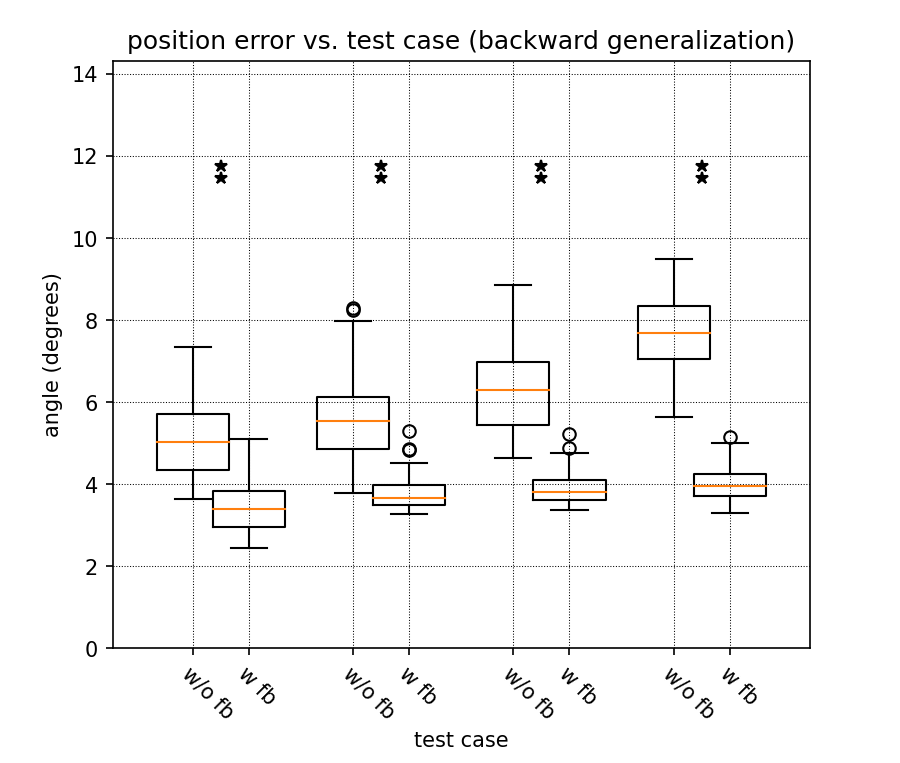 position error vs. test case (backward generalization)
angle (degrees)
14
12
10
8
6
4
2
0
w/o fb
w fb
w/o fb
w fb
w/o fb
w fb
w/o fb
w fb
test case